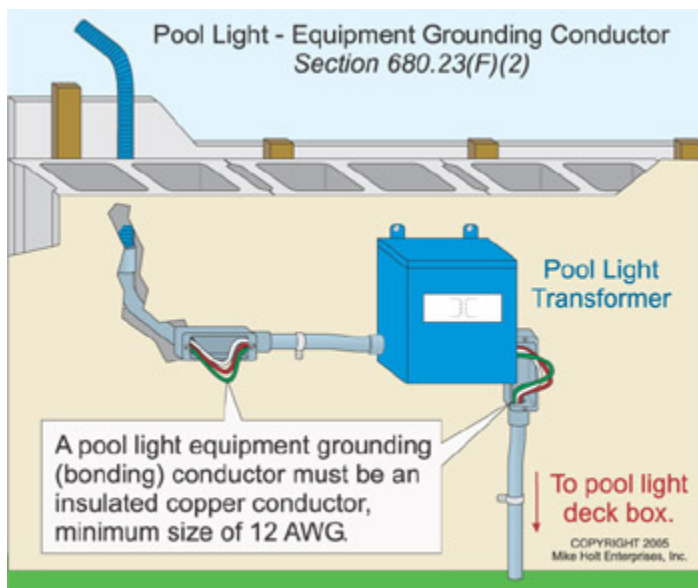 Pool Light - Equipment Grounding Conductor
Section 680.23(F)(2)
Pool Light
Transformer
A pool light equipment grounding
(bonding) conductor must be an
insulated copper conductor,
minimum size of 12 AWG.
To pool light
deck box.
COPYRIGHT 2005
Mike Holt Enterprises, Inc.